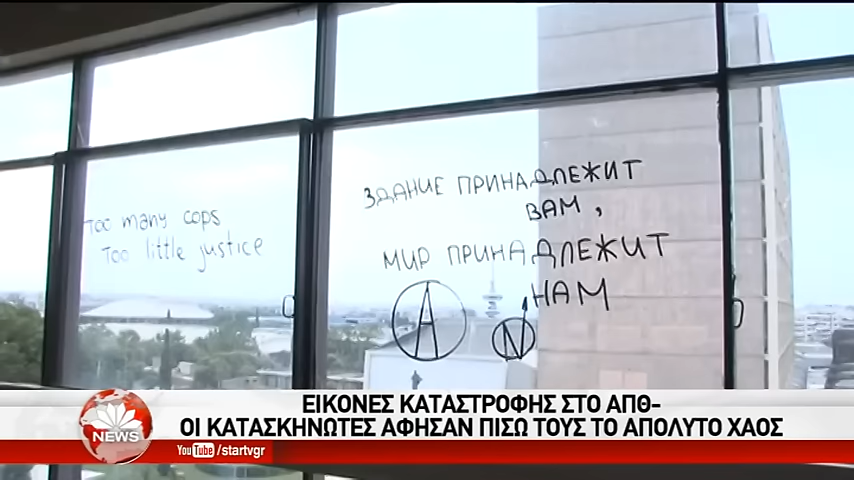 Too many cops
Too little justice
ЗДАНИЕ ПРИНАДЛЕЖИТ
ВАМ,
МИР ПРИНАДЛЕЖИТ
НАМ
A
N
ΕΙΚΟΝΕΣ ΚΑΤΑΣΤΡΟΦΗΣ ΣΤΟ ΑΠΘ-
ΟΙ ΚΑΤΑΣΚΗΝΩΤΕΣ ΑΦΗΣΑΝ ΠΙΣΩ ΤΟΥΣ ΤΟ ΑΠΟΛΥΤΟ ΧΑΟΣ
NEWS
YouTube /startvgr